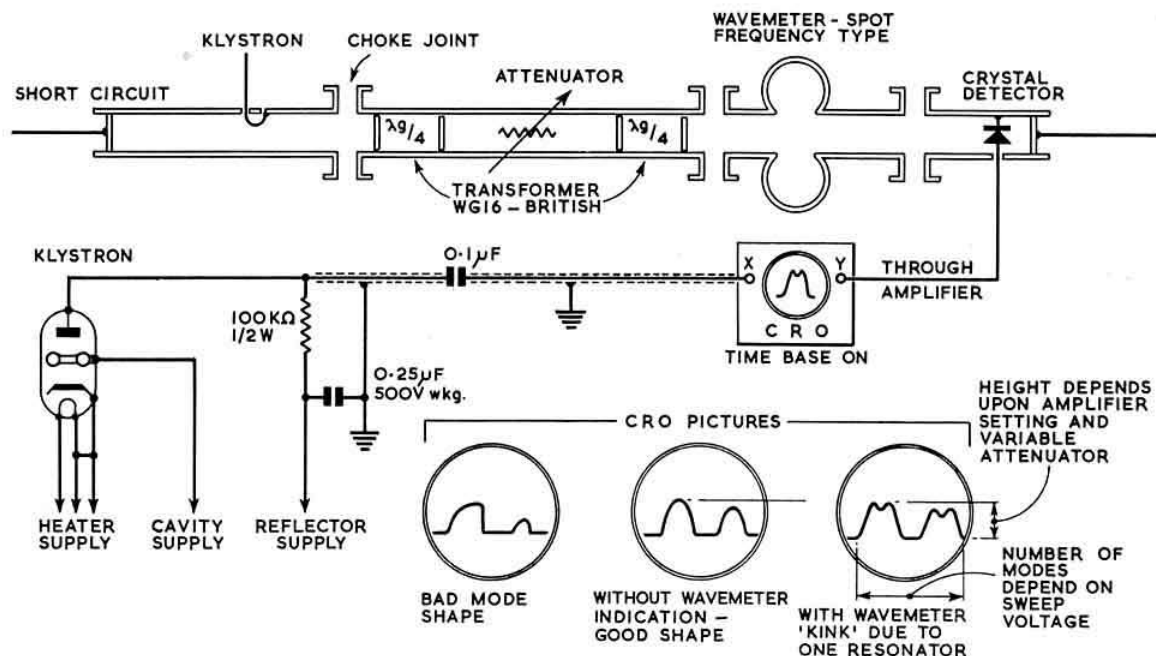 WAVEMETER - SPOT
FREQUENCY TYPE
KLYSTRON
CHOKE JOINT
ATTENUATOR
CRYSTAL
DETECTOR
SHORT CIRCUIT
λg/4
λg/4
TRANSFORMER
WG16 – BRITISH
KLYSTRON
0·1μF
X
Y
C R O
TIME BASE ON
THROUGH
AMPLIFIER
100KΩ
1/2W
0·25μF
500V wkg.
HEATER
SUPPLY
CAVITY
SUPPLY
REFLECTOR
SUPPLY
CRO PICTURES
HEIGHT DEPENDS
UPON AMPLIFIER
SETTING AND
VARIABLE
ATTENUATOR
BAD MODE
SHAPE
WITHOUT WAVEMETER
INDICATION –
GOOD SHAPE
WITH WAVEMETER
'KINK' DUE TO
ONE RESONATOR
NUMBER OF
MODES
DEPEND ON
SWEEP
VOLTAGE